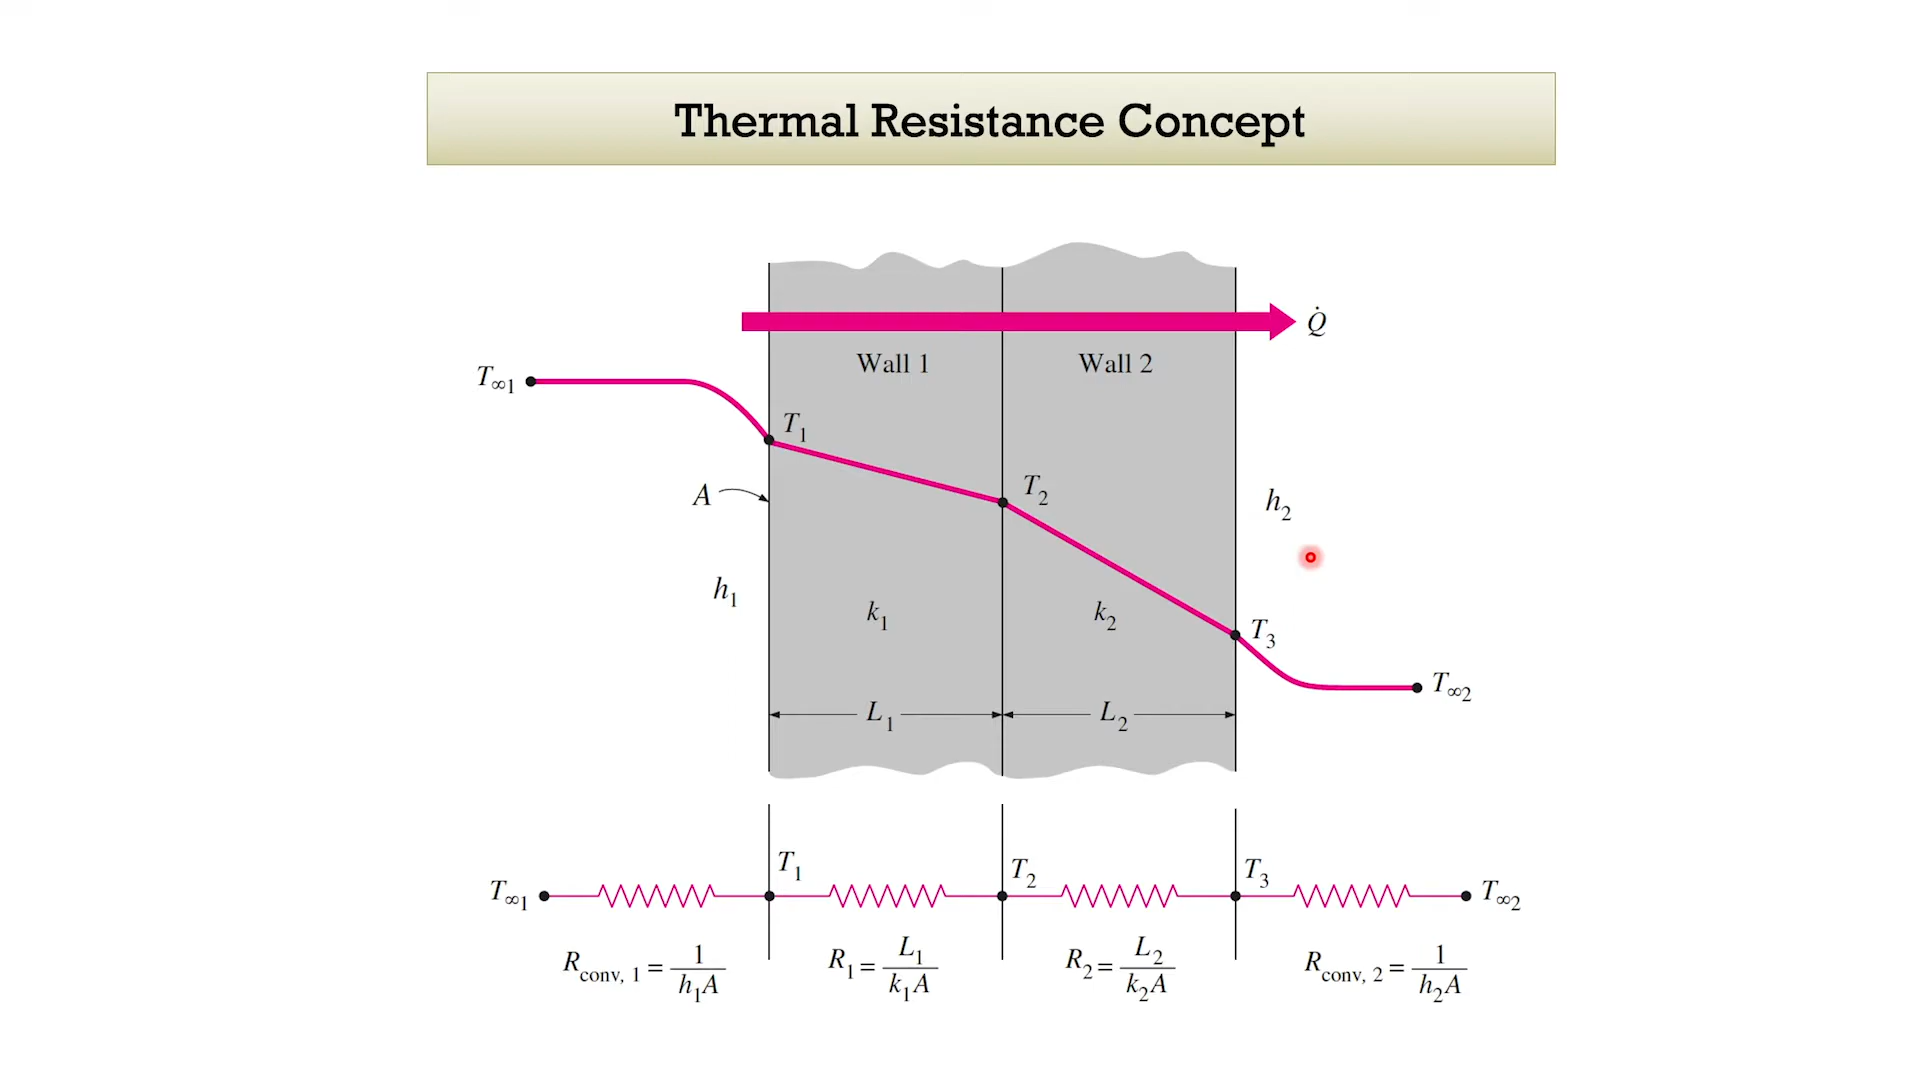 Thermal Resistance Concept
Q̇
Wall 1 Wall 2
T∞1
T1
A
T2
h2
h1
k1 k2
T3
T∞2
L1 L2
T∞1 T1 T2 T3 T∞2
Rconv, 1 = 1/h1A R1 = L1/k1A R2 = L2/k2A Rconv, 2 = 1/h2A